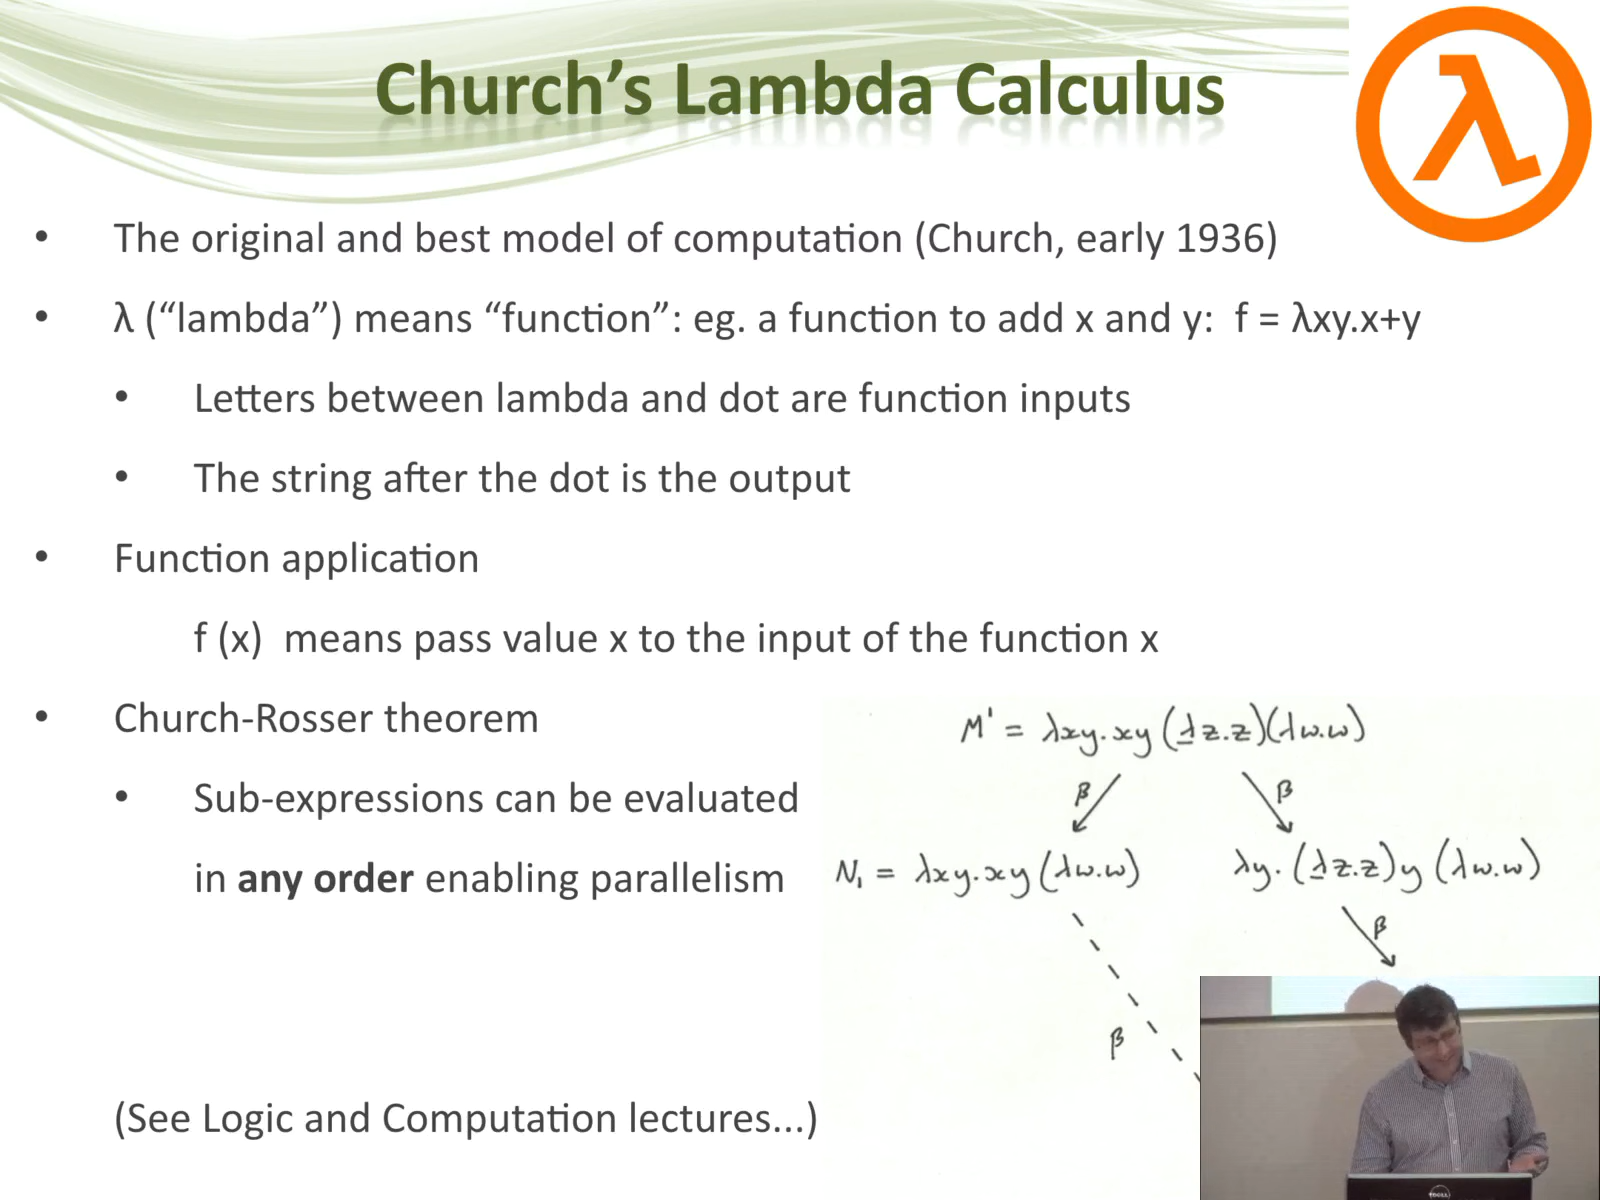 Church’s Lambda Calculus
λ
• The original and best model of computation (Church, early 1936)
• λ (“lambda”) means “function”: eg. a function to add x and y:  f = λxy.x+y
• Letters between lambda and dot are function inputs
• The string after the dot is the output
• Function application
f (x)  means pass value x to the input of the function x
• Church-Rosser theorem
• Sub-expressions can be evaluated
in any order enabling parallelism
M' = λxy.xy (λz.z)(λw.w)
β β
N₁ = λxy.xy (λw.w) λy. (λz.z)y (λw.w)
β
β
(See Logic and Computation lectures...)
DELL